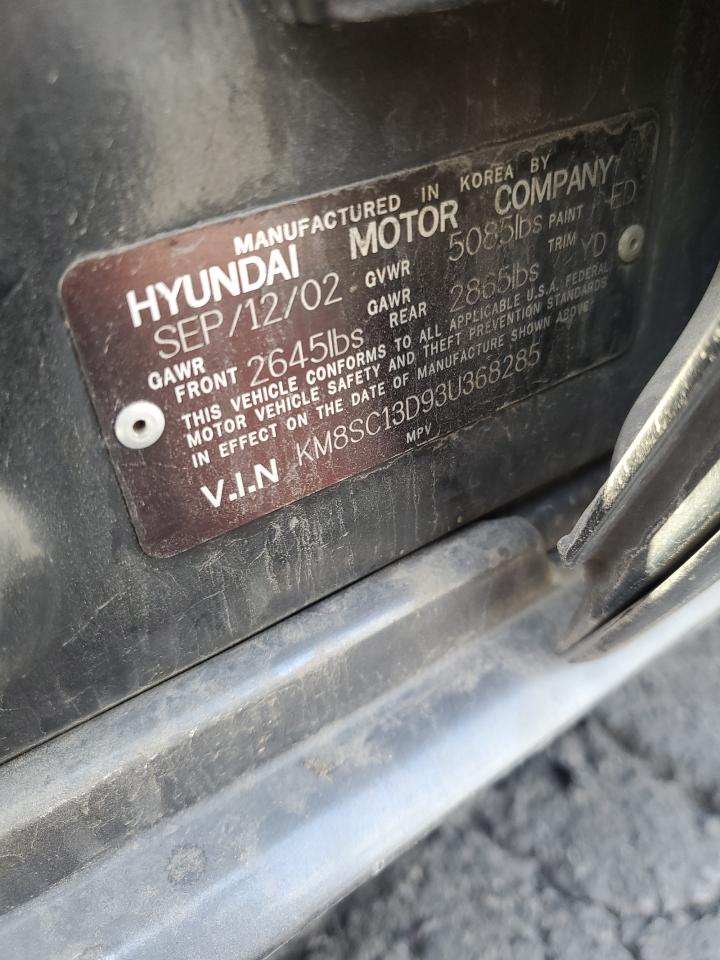 MANUFACTURED IN KOREA BY
HYUNDAI MOTOR COMPANY
SEP/12/02 GVWR 5085lbs PAINT ED
GAWR FRONT 2645lbs GAWR REAR 2865lbs TRIM YD
THIS VEHICLE CONFORMS TO ALL APPLICABLE U.S.A. FEDERAL
MOTOR VEHICLE SAFETY AND THEFT PREVENTION STANDARDS
IN EFFECT ON THE DATE OF MANUFACTURE SHOWN ABOVE
V.I.N KM8SC13D93U368285
MPV